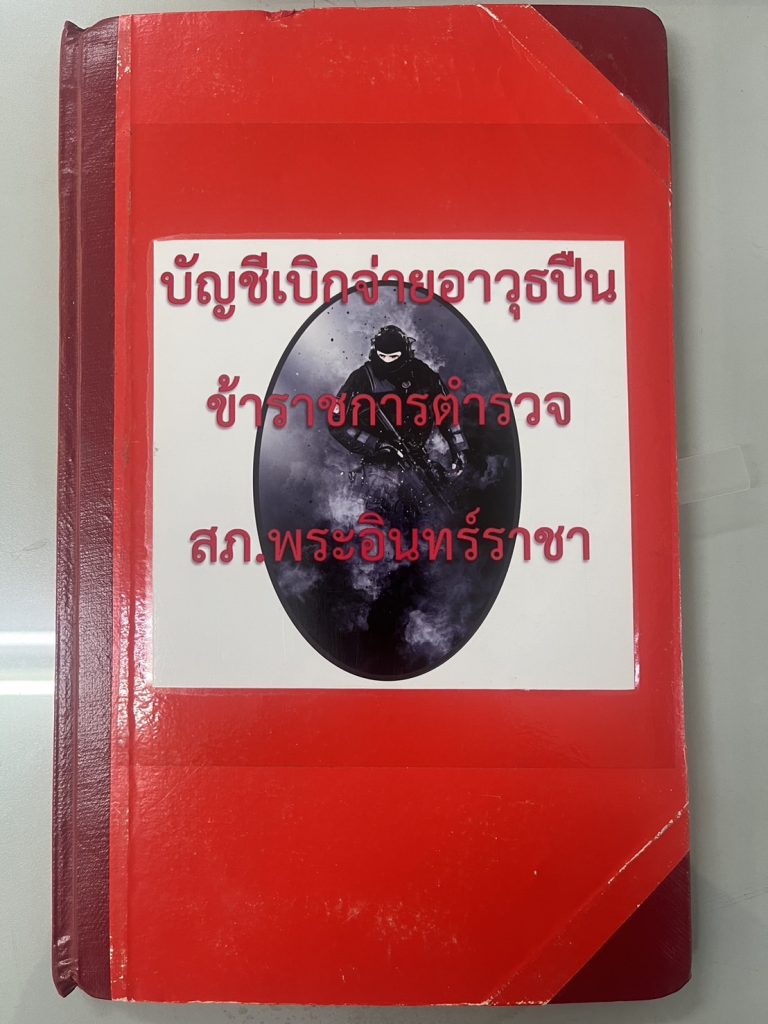 บัญชีเบิกจ่ายอาวุธปืน
ข้าราชการตำรวจ
สภ.พระอินทร์ราชา